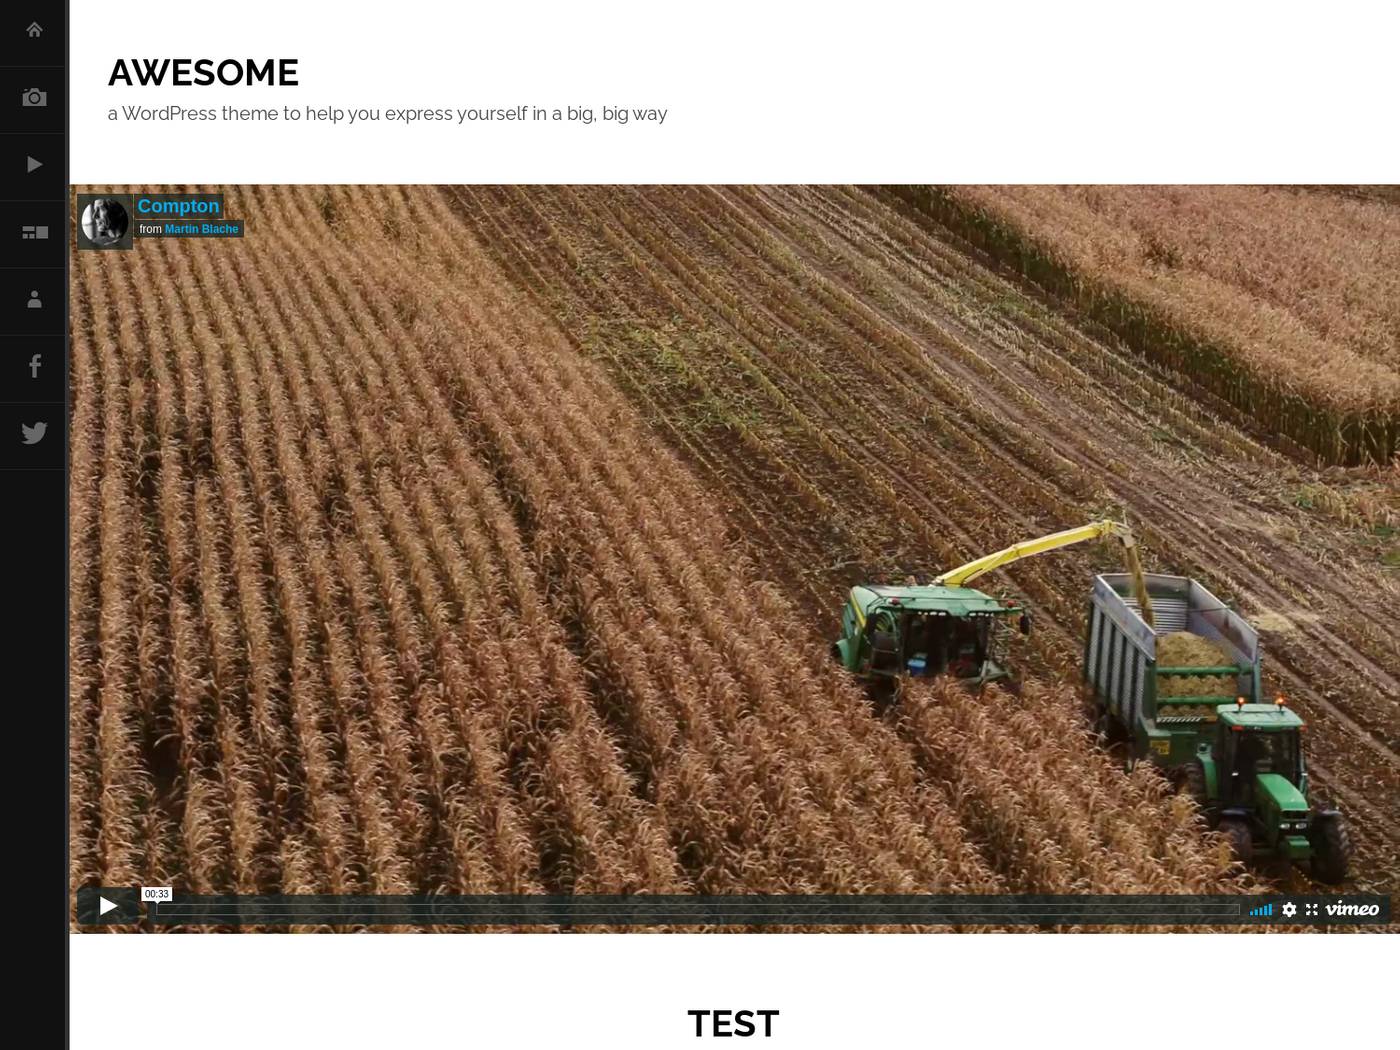 AWESOME
a WordPress theme to help you express yourself in a big, big way
Compton
from Martin Blache
00:33
vimeo
TEST